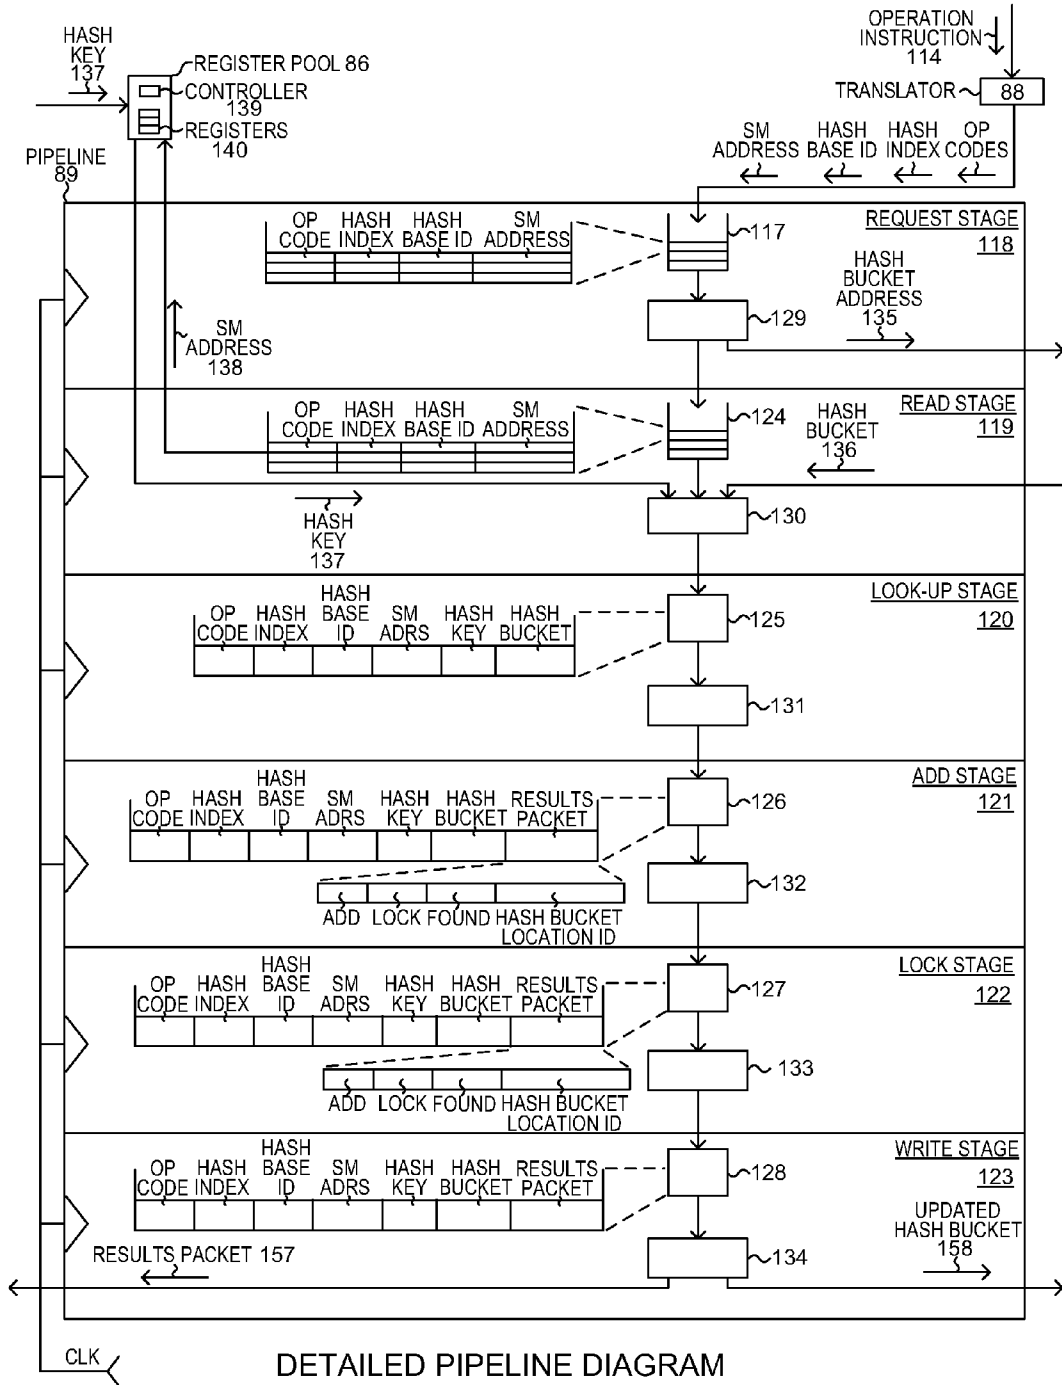 HASH
KEY
137
REGISTER POOL 86
CONTROLLER
139
REGISTERS
140
OPERATION
INSTRUCTION
114
TRANSLATOR
88
SM
ADDRESS
HASH
BASE ID
HASH
INDEX
OP
CODES
PIPELINE
89
OP
CODE
HASH
INDEX
HASH
BASE ID
SM
ADDRESS
117
REQUEST STAGE
118
HASH
BUCKET
ADDRESS
135
129
SM
ADDRESS
138
OP
CODE
HASH
INDEX
HASH
BASE ID
SM
ADDRESS
124
READ STAGE
119
HASH
BUCKET
136
HASH
KEY
137
130
LOOK-UP STAGE
120
OP
CODE
HASH
INDEX
HASH
BASE
ID
SM
ADRS
HASH
KEY
HASH
BUCKET
125
131
ADD STAGE
121
OP
CODE
HASH
INDEX
HASH
BASE
ID
SM
ADRS
HASH
KEY
HASH
BUCKET
RESULTS
PACKET
126
132
ADD
LOCK
FOUND
HASH BUCKET
LOCATION ID
LOCK STAGE
122
OP
CODE
HASH
INDEX
HASH
BASE
ID
SM
ADRS
HASH
KEY
HASH
BUCKET
RESULTS
PACKET
127
133
ADD
LOCK
FOUND
HASH BUCKET
LOCATION ID
WRITE STAGE
123
OP
CODE
HASH
INDEX
HASH
BASE
ID
SM
ADRS
HASH
KEY
HASH
BUCKET
RESULTS
PACKET
128
134
RESULTS PACKET 157
UPDATED
HASH BUCKET
158
CLK
DETAILED PIPELINE DIAGRAM